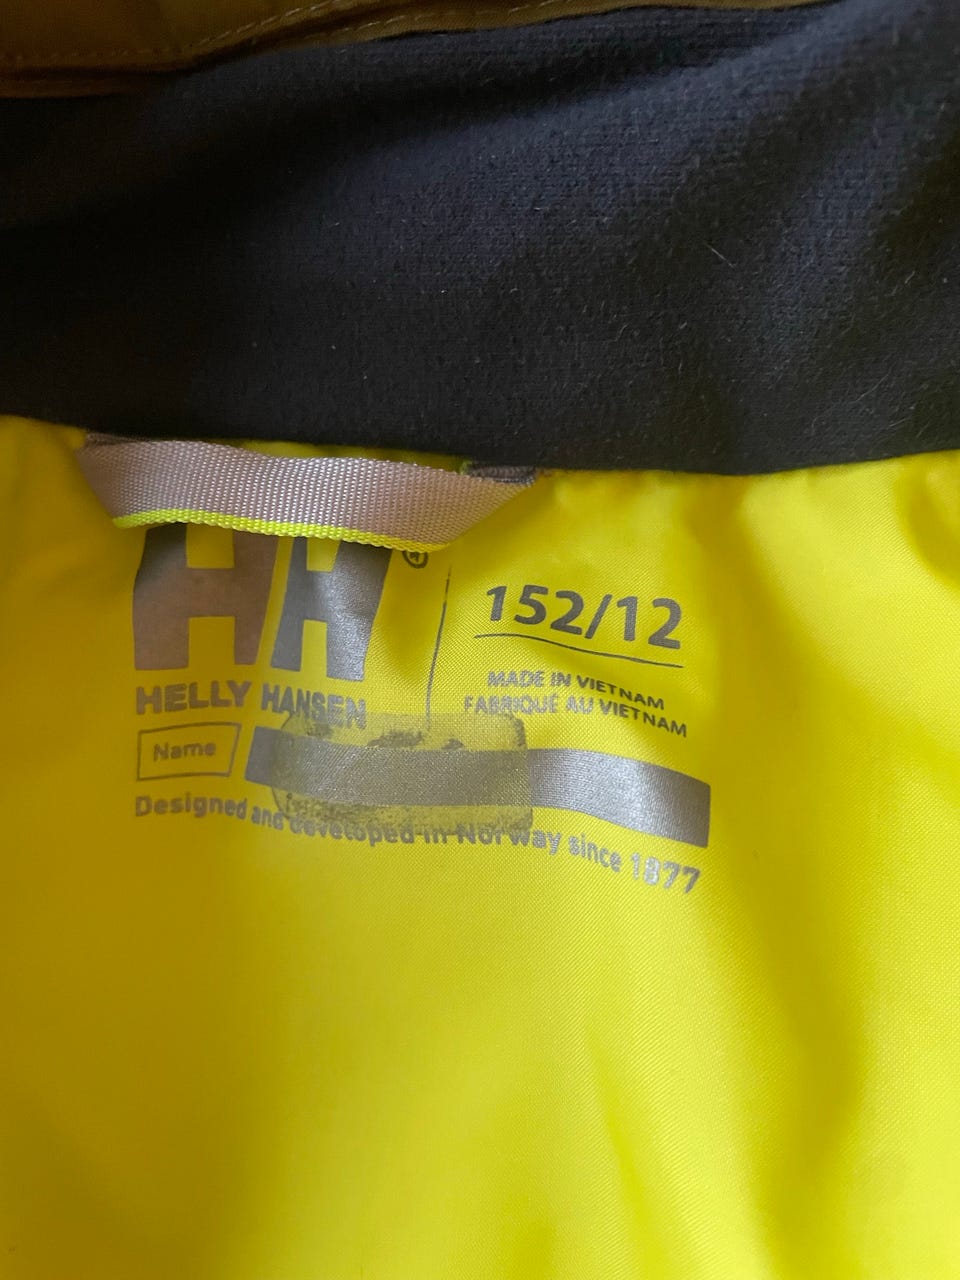 HH®
HELLY HANSEN
152/12
MADE IN VIETNAM
FABRIQUÉ AU VIETNAM
Name
Designed and developed in Norway since 1877